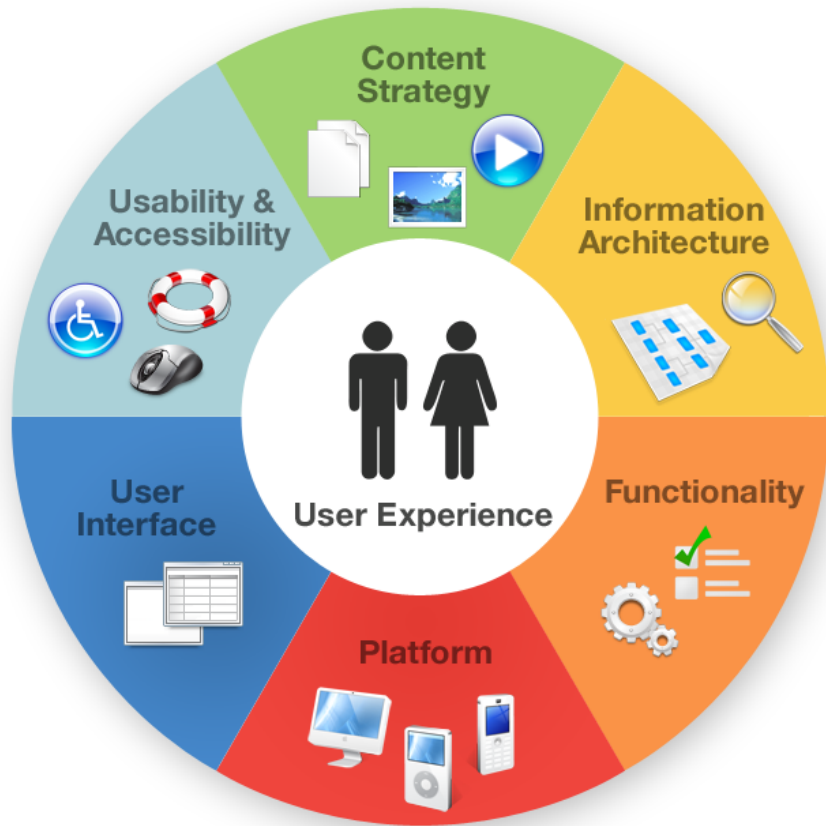 Content
Strategy
Information
Architecture
Functionality
Platform
User
Interface
Usability &
Accessibility
User Experience